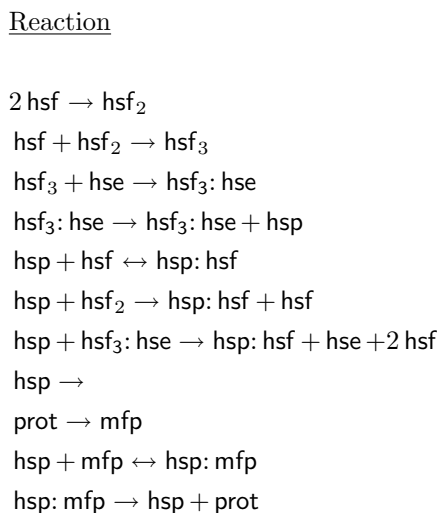 Reaction
2 hsf → hsf₂
hsf + hsf₂ → hsf₃
hsf₃ + hse → hsf₃: hse
hsf₃: hse → hsf₃: hse + hsp
hsp + hsf ↔ hsp: hsf
hsp + hsf₂ → hsp: hsf + hsf
hsp + hsf₃: hse → hsp: hsf + hse +2 hsf
hsp →
prot → mfp
hsp + mfp ↔ hsp: mfp
hsp: mfp → hsp + prot